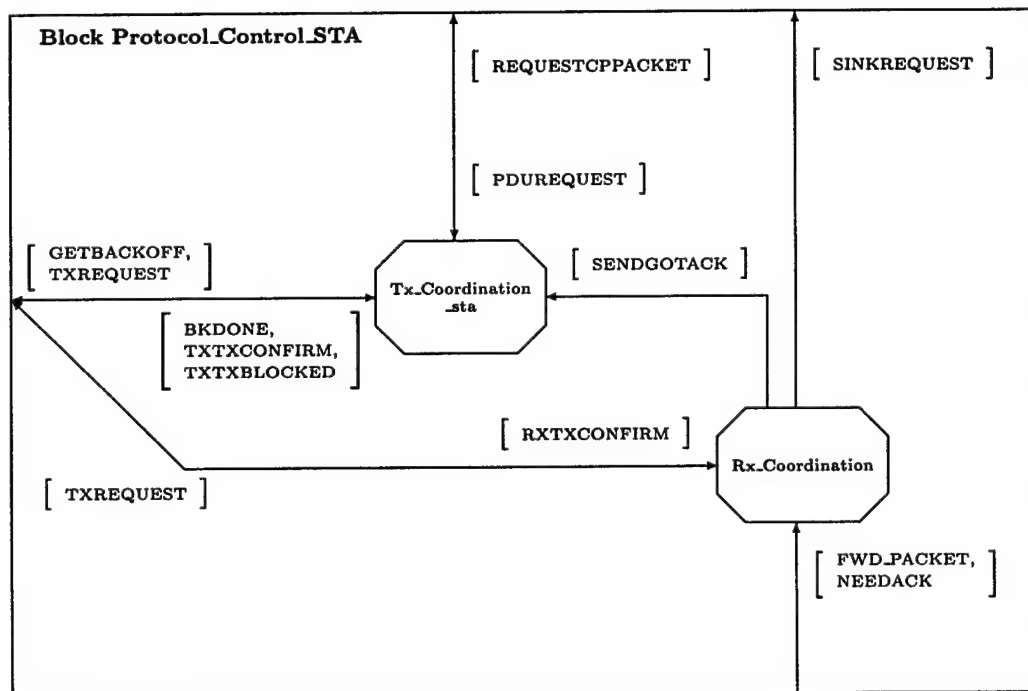 Block Protocol_Control_STA
[ REQUESTCPPACKET ]
[ SINKREQUEST ]
[ PDUREQUEST ]
[ GETBACKOFF,
TXREQUEST ]
[ SENDGOTACK ]
Tx_Coordination
_sta
[ BKDONE,
TXTXCONFIRM,
TXTXBLOCKED ]
[ RXTXCONFIRM ]
Rx_Coordination
[ TXREQUEST ]
[ FWD_PACKET,
NEEDACK ]